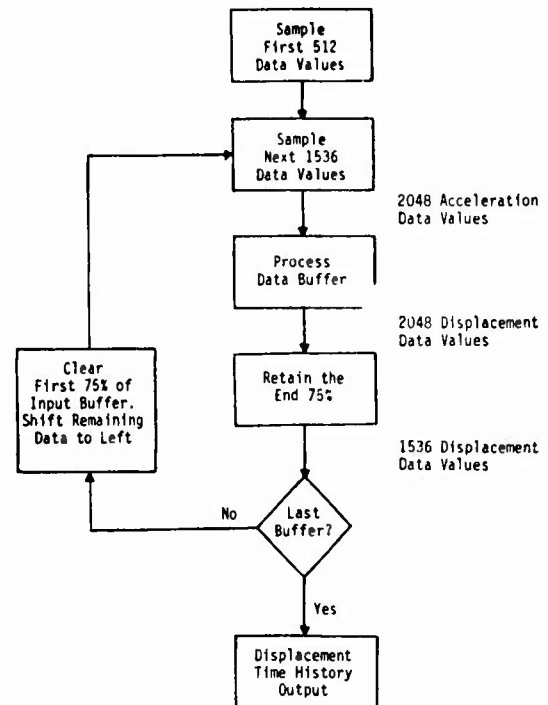 Sample
First 512
Data Values
Sample
Next 1536
Data Values
2048 Acceleration
Data Values
Process
Data Buffer
2048 Displacement
Data Values
Clear
First 75% of
Input Buffer.
Shift Remaining
Data to Left
Retain the
End 75%
1536 Displacement
Data Values
No
Last
Buffer?
Yes
Displacement
Time History
Output